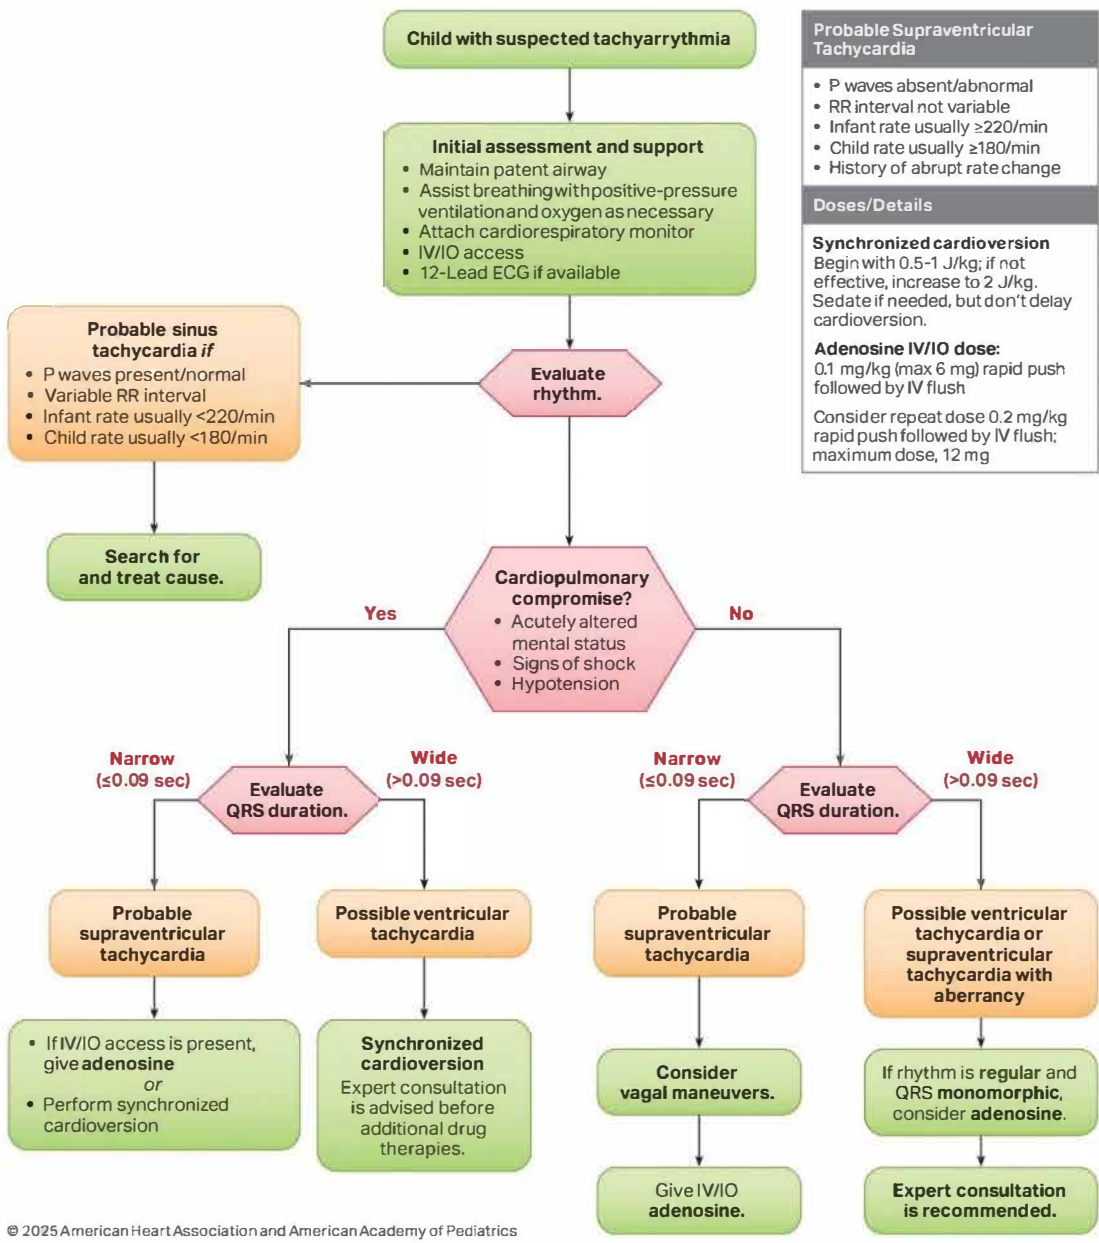 Child with suspected tachyarrythmia
Initial assessment and support
• Maintain patent airway
• Assist breathing with positive-pressure
ventilation and oxygen as necessary
• Attach cardiorespiratory monitor
• IV/IO access
• 12-Lead ECG if available
Probable Supraventricular
Tachycardia
• P waves absent/abnormal
• RR interval not variable
• Infant rate usually ≥220/min
• Child rate usually ≥180/min
• History of abrupt rate change
Doses/Details
Synchronized cardioversion
Begin with 0.5-1 J/kg; if not
effective, increase to 2 J/kg.
Sedate if needed, but don't delay
cardioversion.
Adenosine IV/IO dose:
0.1 mg/kg (max 6 mg) rapid push
followed by IV flush
Consider repeat dose 0.2 mg/kg
rapid push followed by IV flush;
maximum dose, 12 mg
Evaluate
rhythm.
Probable sinus
tachycardia if
• P waves present/normal
• Variable RR interval
• Infant rate usually <220/min
• Child rate usually <180/min
Search for
and treat cause.
Cardiopulmonary
compromise?
• Acutely altered
mental status
• Signs of shock
• Hypotension
Yes
No
Narrow
(≤0.09 sec)
Evaluate
QRS duration.
Wide
(>0.09 sec)
Narrow
(≤0.09 sec)
Evaluate
QRS duration.
Wide
(>0.09 sec)
Probable
supraventricular
tachycardia
Possible ventricular
tachycardia
Probable
supraventricular
tachycardia
Possible ventricular
tachycardia or
supraventricular
tachycardia with
aberrancy
• If IV/IO access is present,
give adenosine
or
• Perform synchronized
cardioversion
Synchronized
cardioversion
Expert consultation
is advised before
additional drug
therapies.
Consider
vagal maneuvers.
If rhythm is regular and
QRS monomorphic,
consider adenosine.
Give IV/IO
adenosine.
Expert consultation
is recommended.
© 2025 American Heart Association and American Academy of Pediatrics